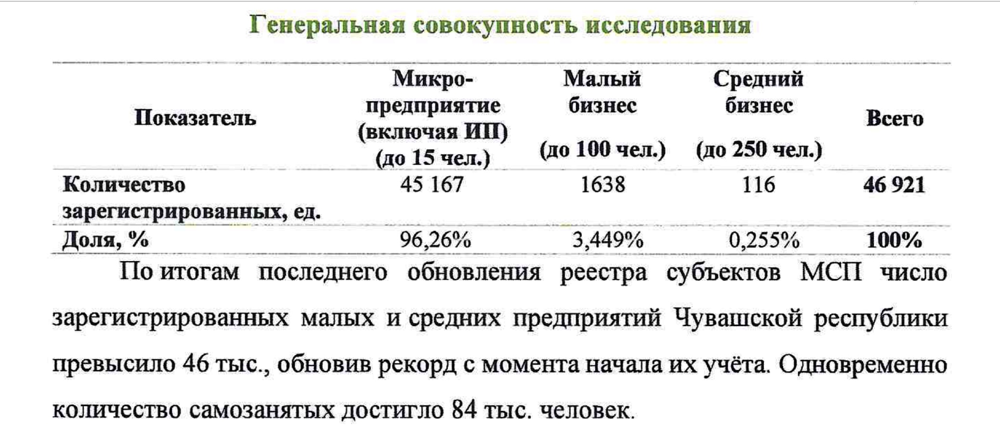 Генеральная совокупность исследования
Показатель
Микро-
предприятие
(включая ИП)
(до 15 чел.)
Малый
бизнес
(до 100 чел.)
Средний
бизнес
(до 250 чел.)
Всего
Количество
зарегистрированных, ед.
45 167 1638 116 46 921
Доля, % 96,26% 3,449% 0,255% 100%
По итогам последнего обновления реестра субъектов МСП число
зарегистрированных малых и средних предприятий Чувашской республики
превысило 46 тыс., обновив рекорд с момента начала их учёта. Одновременно
количество самозанятых достигло 84 тыс. человек.